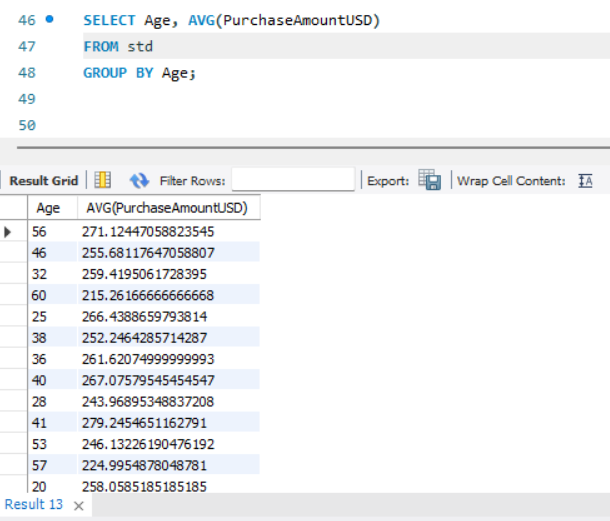 46 SELECT Age, AVG(PurchaseAmountUSD)
47 FROM std
48 GROUP BY Age;
49
50
Result Grid Filter Rows: Export: Wrap Cell Content: IA
Age AVG(PurchaseAmountUSD)
56 271.12447058823545
46 255.68117647058807
32 259.4195061728395
60 215.26166666666668
25 266.4388659793814
38 252.2464285714287
36 261.62074999999993
40 267.07579545454547
28 243.96895348837208
41 279.2454651162791
53 246.13226190476192
57 224.9954878048781
20 258.0585185185185
Result 13